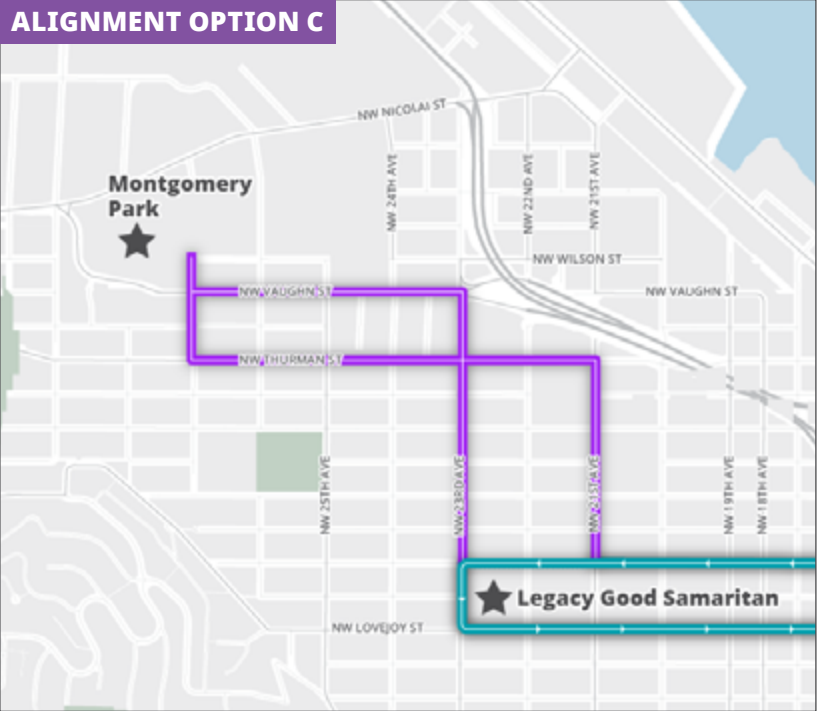 ALIGNMENT OPTION C
NW NICOLAI ST
NW 24TH AVE
NW 22ND AVE
NW 21ST AVE
Montgomery
Park
NW WILSON ST
NW VAUGHN ST
NW VAUGHN ST
NW THURMAN ST
NW 25TH AVE
NW 23RD AVE
NW 21ST AVE
NW 19TH AVE
NW 18TH AVE
Legacy Good Samaritan
NW LOVEJOY ST